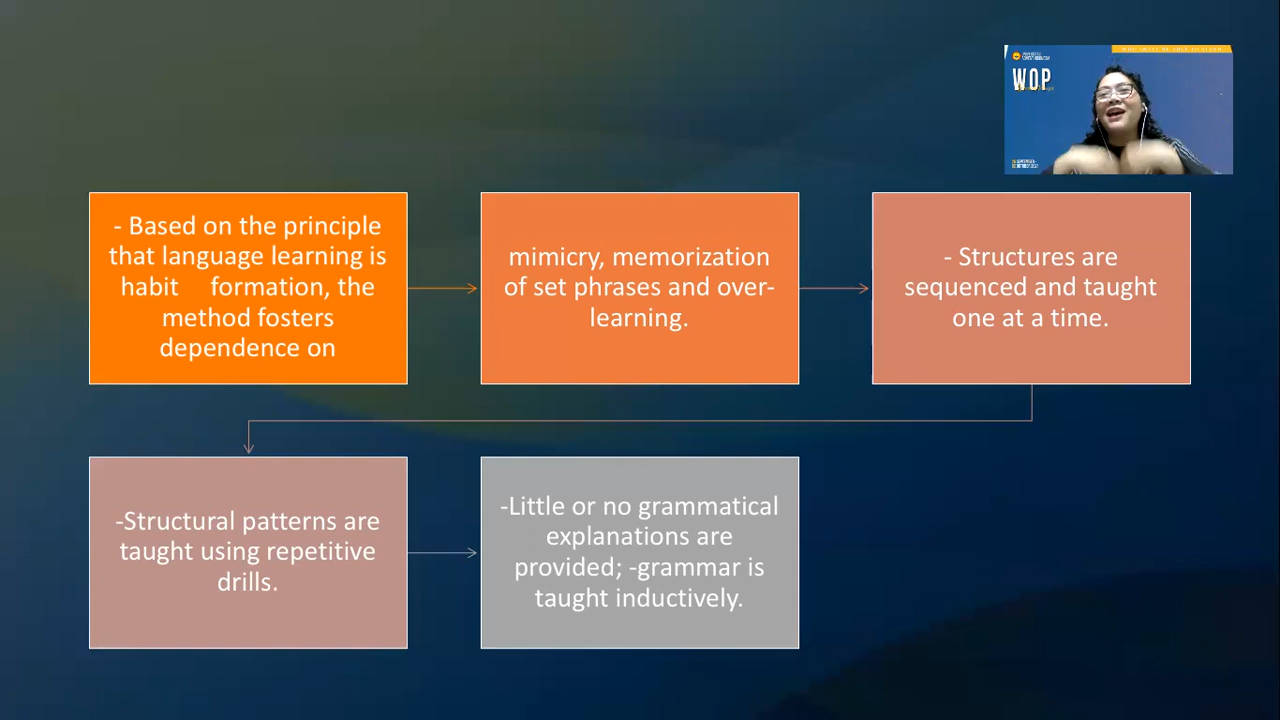 WOP
- Based on the principle
that language learning is
habit formation, the
method fosters
dependence on
mimicry, memorization
of set phrases and over-
learning.
- Structures are
sequenced and taught
one at a time.
-Structural patterns are
taught using repetitive
drills.
-Little or no grammatical
explanations are
provided; -grammar is
taught inductively.